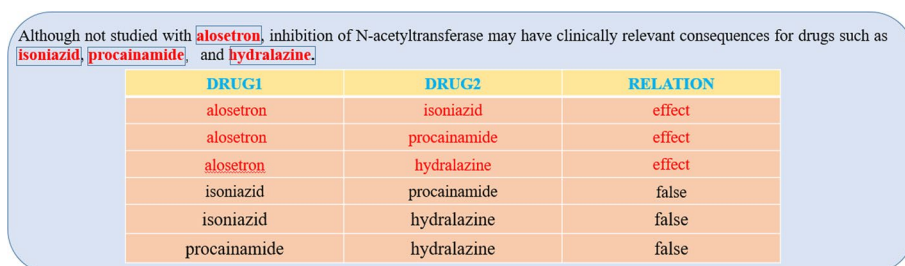 Although not studied with alosetron, inhibition of N-acetyltransferase may have clinically relevant consequences for drugs such as
isoniazid, procainamide, and hydralazine.
DRUG1 DRUG2 RELATION
alosetron isoniazid effect
alosetron procainamide effect
alosetron hydralazine effect
isoniazid procainamide false
isoniazid hydralazine false
procainamide hydralazine false